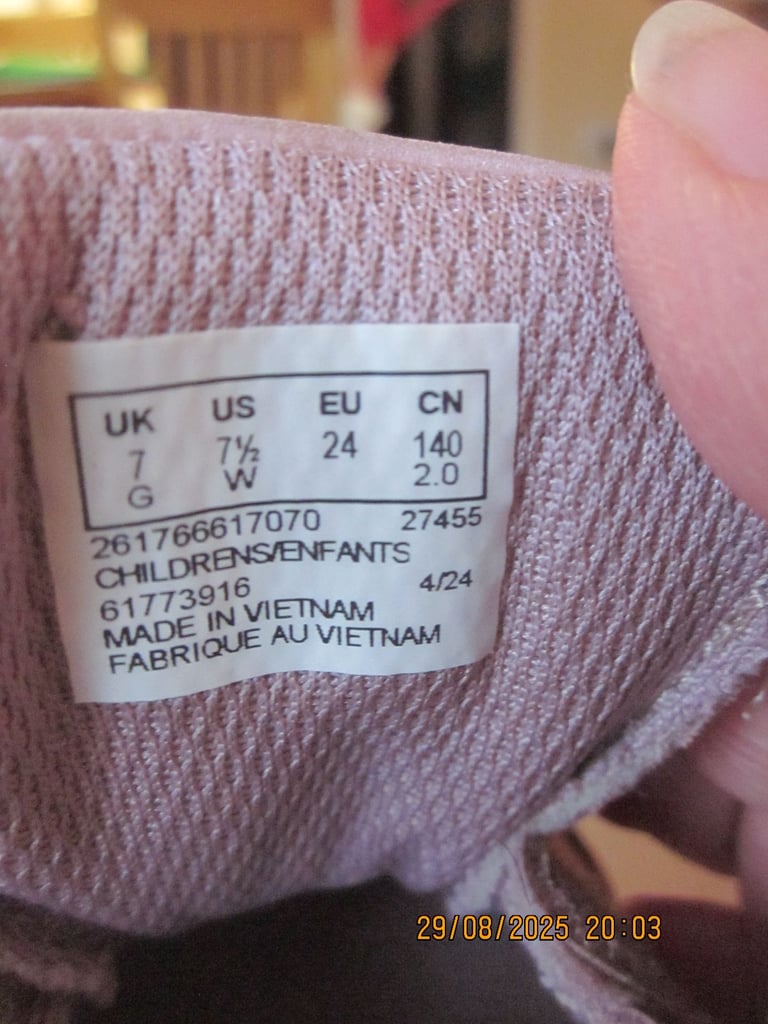 UK US EU CN
7 7½ 24 140
G W 2.0
261766617070 27455
CHILDRENS/ENFANTS
61773916 4/24
MADE IN VIETNAM
FABRIQUE AU VIETNAM
29/08/2025 20:03